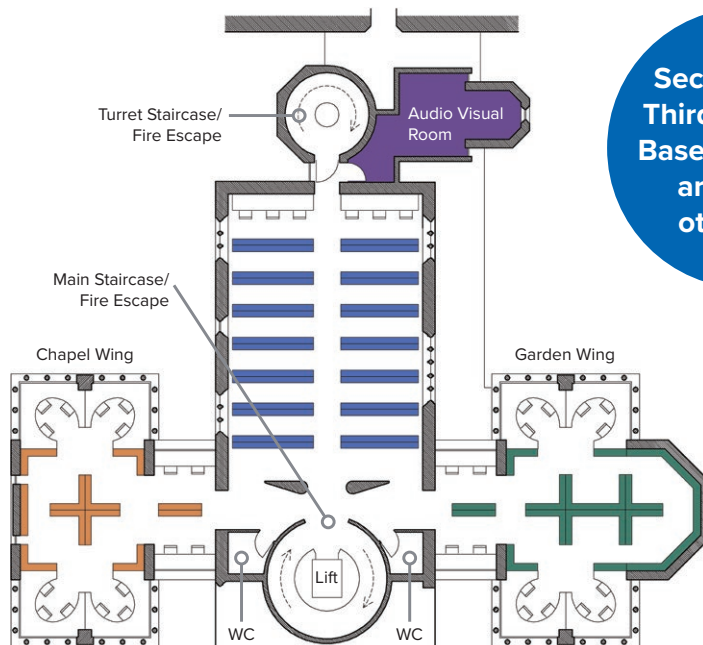 Turret Staircase/
Fire Escape
Audio Visual
Room
Main Staircase/
Fire Escape
Chapel Wing
Garden Wing
Lift
WC
WC